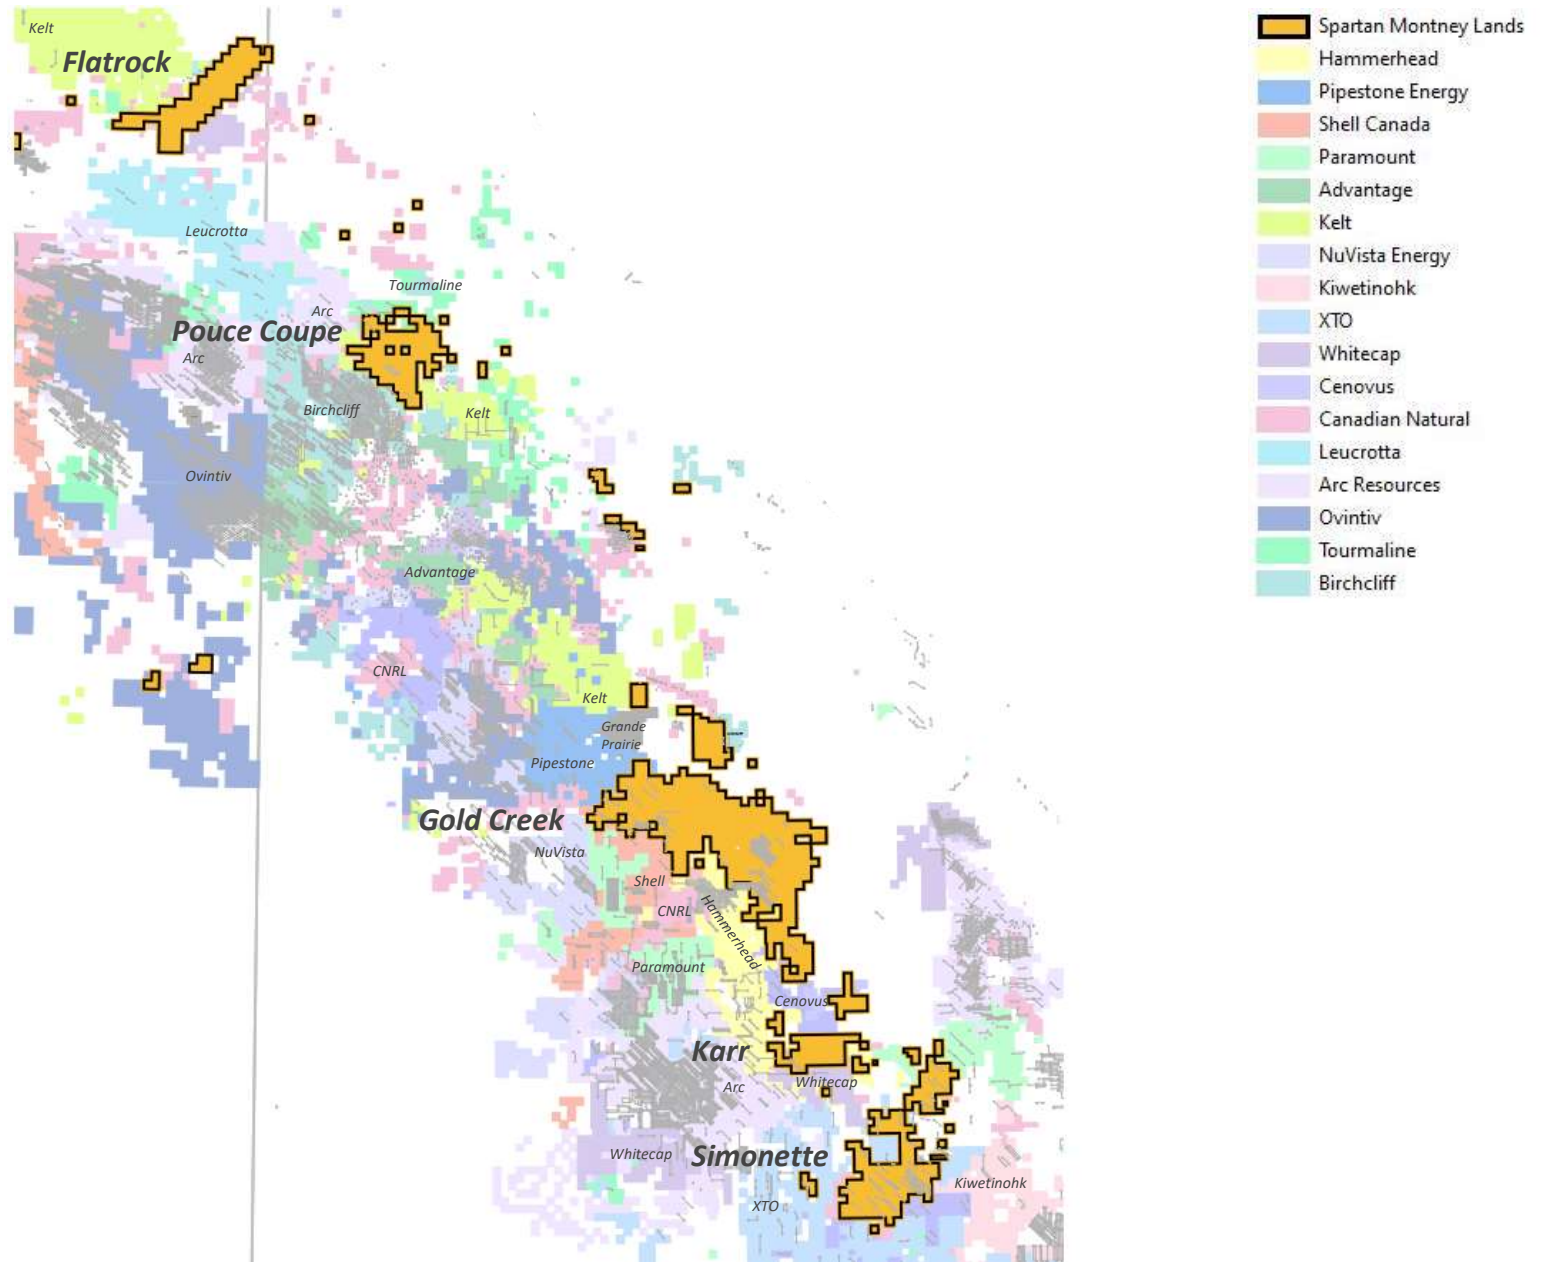 Kelt
Flatrock
Leucrotta
Tourmaline
Arc
Pouce Coupe
Arc
Birchcliff
Kelt
Ovintiv
Advantage
CNRL
Kelt
Grande
Prairie
Pipestone
Gold Creek
NuVista
Shell
CNRL
Hammerhead
Paramount
Cenovus
Karr
Arc
Whitecap
Whitecap
Simonette
Kiwetinohk
XTO
Spartan Montney Lands
Hammerhead
Pipestone Energy
Shell Canada
Paramount
Advantage
Kelt
NuVista Energy
Kiwetinohk
XTO
Whitecap
Cenovus
Canadian Natural
Leucrotta
Arc Resources
Ovintiv
Tourmaline
Birchcliff